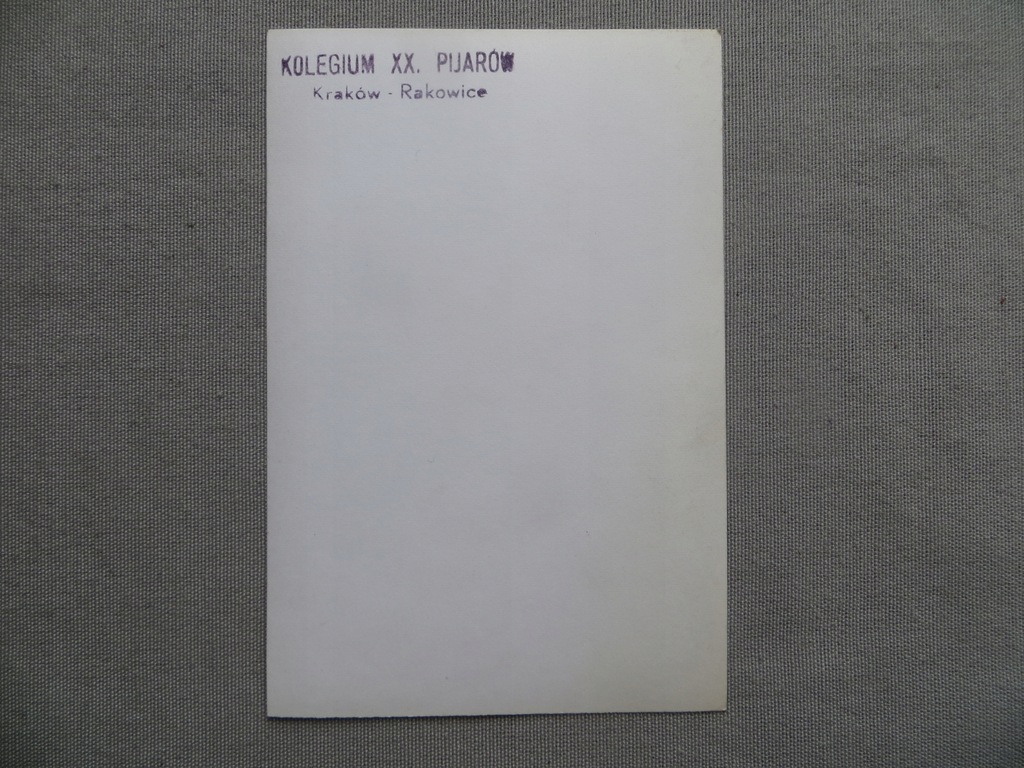 KOLEGIUM XX. PIJARÓW
Kraków - Rakowice